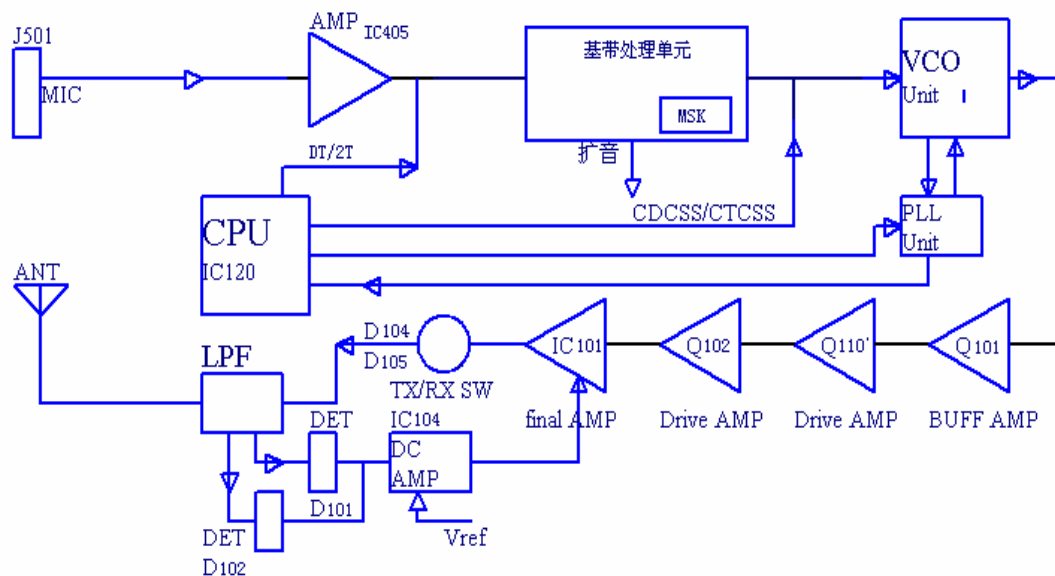 J501
AMP
IC405
MIC
基带处理单元
MSK
VCO
Unit
DT/2T
扩音
CDCSS/CTCSS
CPU
IC120
PLL
Unit
ANT
LPF
D104
D105
TX/RX SW
IC101
final AMP
Q102
Drive AMP
Q110'
Drive AMP
Q101
BUFF AMP
DET
D101
IC104
DC
AMP
Vref
DET
D102